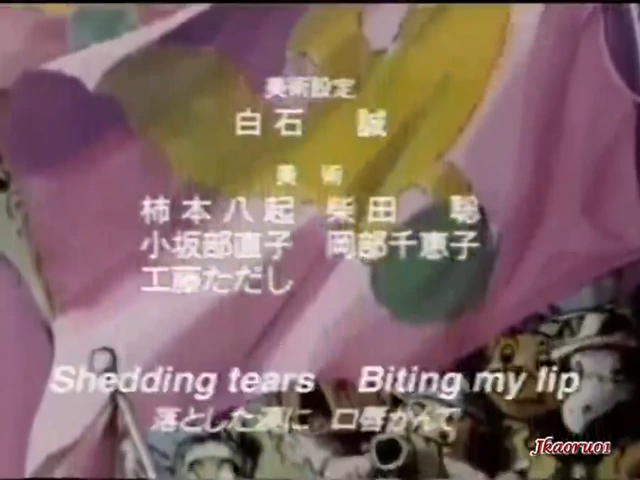 美術設定
白石　誠
美　術
柿本八起　柴田　聡
小坂部直子　岡部千恵子
工藤ただし
Shedding tears　Biting my lip
落とした涙に　口唇かんで
Jkaoru01